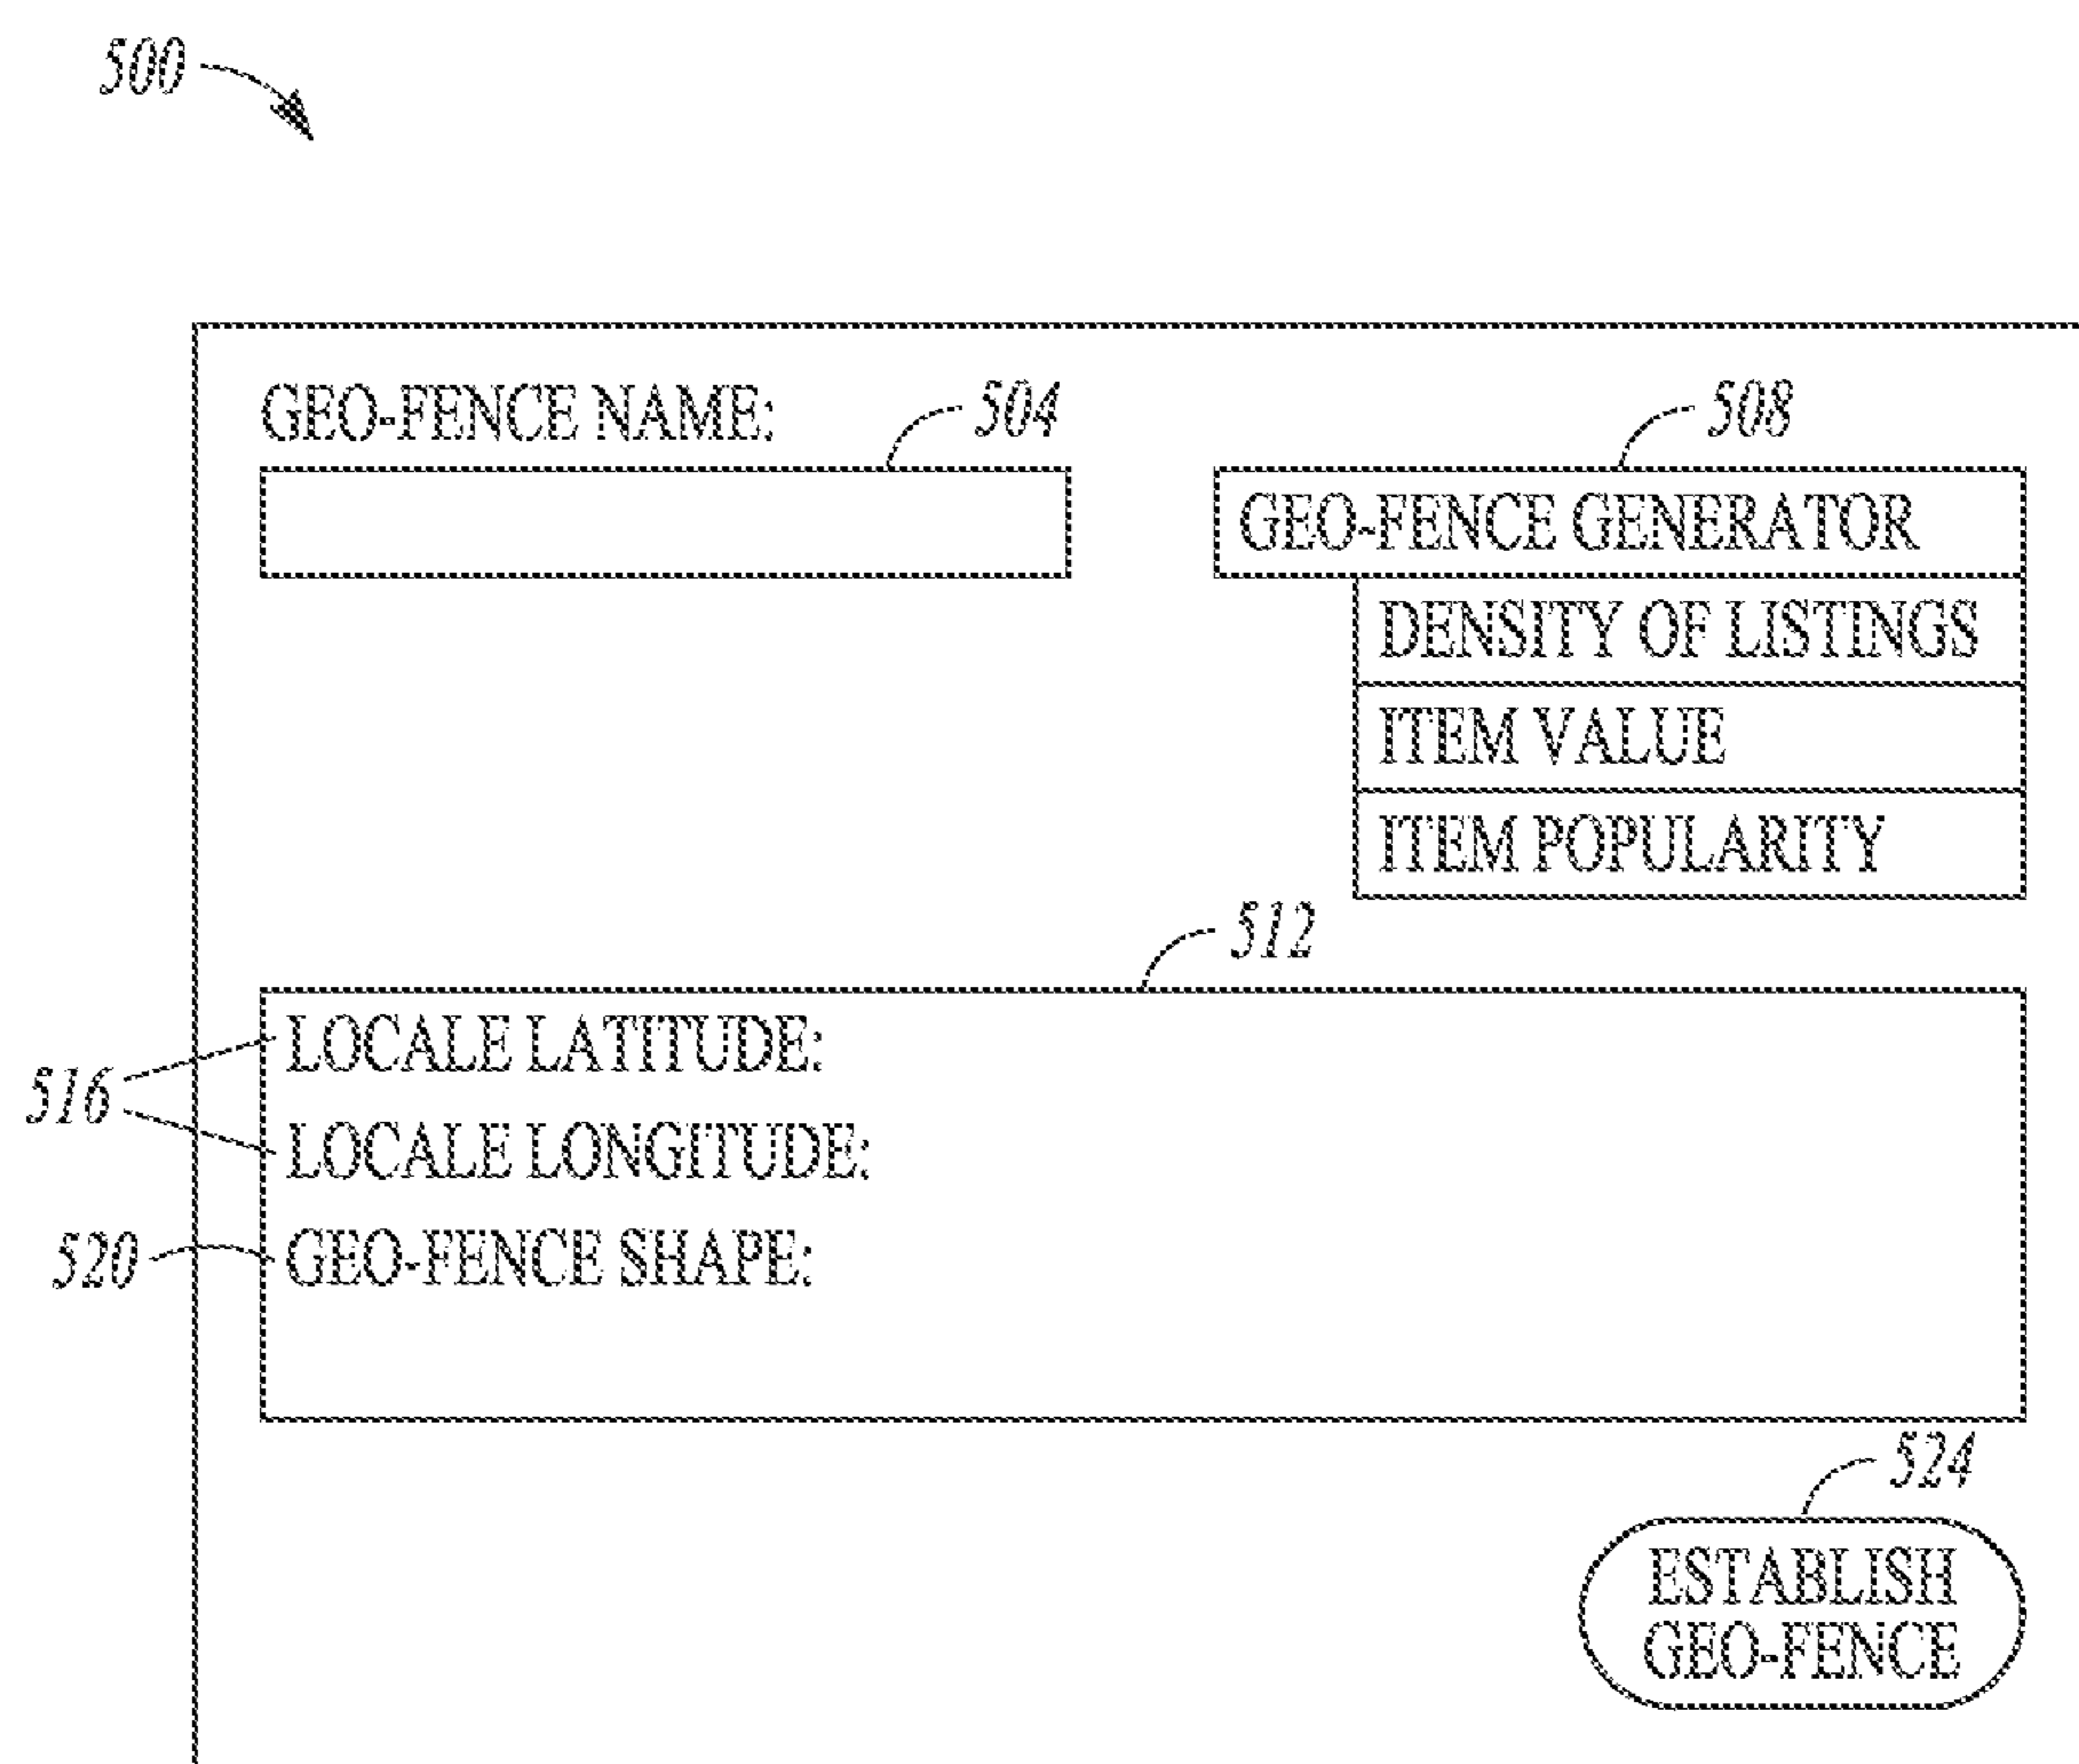 500
GEO-FENCE NAME:
504
508
GEO-FENCE GENERATOR
DENSITY OF LISTINGS
ITEM VALUE
ITEM POPULARITY
512
LOCALE LATITUDE:
516
LOCALE LONGITUDE:
520
GEO-FENCE SHAPE:
524
ESTABLISH
GEO-FENCE